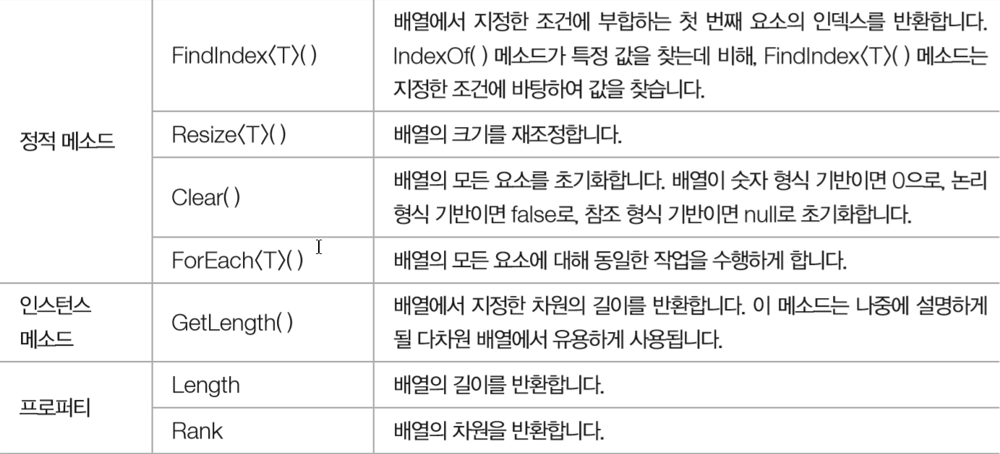 정적 메소드
FindIndex〈T〉( )
배열에서 지정한 조건에 부합하는 첫 번째 요소의 인덱스를 반환합니다.
IndexOf( ) 메소드가 특정 값을 찾는데 비해, FindIndex〈T〉( ) 메소드는
지정한 조건에 바탕하여 값을 찾습니다.
Resize〈T〉( )
배열의 크기를 재조정합니다.
Clear( )
배열의 모든 요소를 초기화합니다. 배열이 숫자 형식 기반이면 0으로, 논리
형식 기반이면 false로, 참조 형식 기반이면 null로 초기화합니다.
ForEach〈T〉( )
배열의 모든 요소에 대해 동일한 작업을 수행하게 합니다.
인스턴스
메소드
GetLength( )
배열에서 지정한 차원의 길이를 반환합니다. 이 메소드는 나중에 설명하게
될 다차원 배열에서 유용하게 사용됩니다.
프로퍼티
Length
배열의 길이를 반환합니다.
Rank
배열의 차원을 반환합니다.